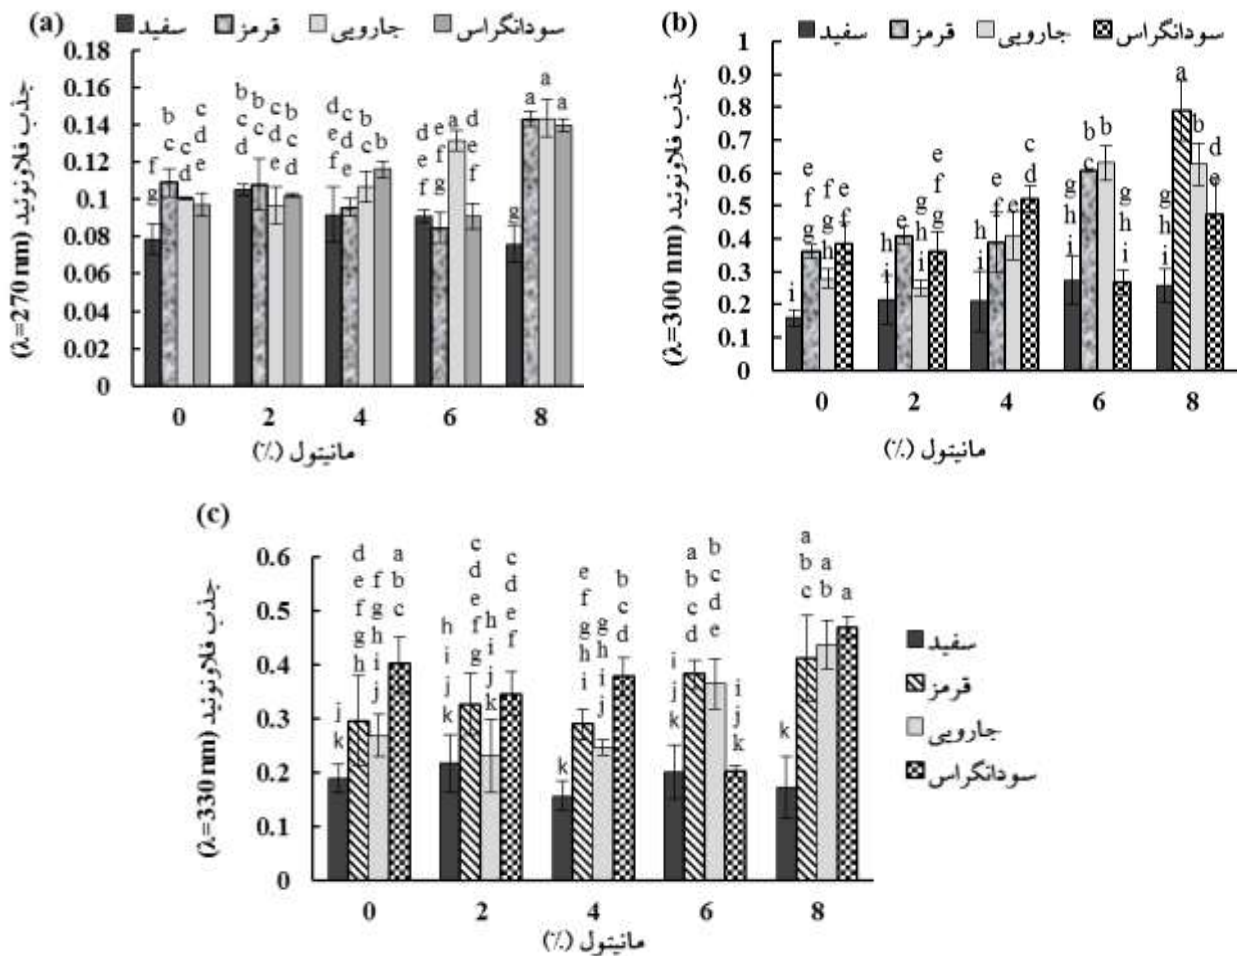 (a) سفید قرمز جارویی سودانگراس
جذب فلاونوئید (λ=270 nm)
0.18
0.16
0.14
0.12
0.1
0.08
0.06
0.04
0.02
0
f g
b c
c d
c d e
b c d
b c
c d e
b c d
d e f
c d e
b c
b
d e f
e f g
a
d e f
g
a
a
a
0 2 4 6 8
مانیتول (٪)
(b) سفید قرمز جارویی سودانگراس
جذب فلاونوئید (λ=300 nm)
1
0.9
0.8
0.7
0.6
0.5
0.4
0.3
0.2
0.1
0
i
e f g
f g h
e f
h i
e
g h i
e f g
h i
e f
e
c d
g h i
b c
b
g h i
g h i
a
b
d e
0 2 4 6 8
مانیتول (٪)
(c)
جذب فلاونوئید (λ=330 nm)
0.6
0.5
0.4
0.3
0.2
0.1
0
j k
d e f g h
f g h i j
a b c
h i j k
c d e f g
h i j k
c d e f
k
e f g h i
g h i j
b c d
i j k
a b c d
b c d e
i j k
k
a b c
a b
a
0 2 4 6 8
مانیتول (٪)
سفید
قرمز
جارویی
سودانگراس